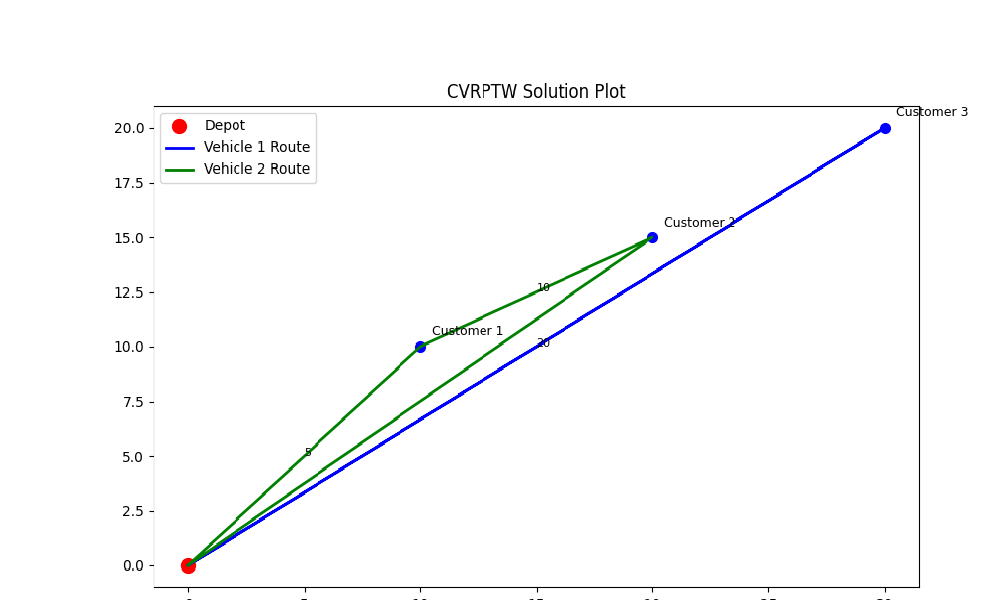 CVRPTW Solution Plot
Depot
Vehicle 1 Route
Vehicle 2 Route
Customer 3
20.0
17.5
Customer 2
15.0
12.5
10
Customer 1
10.0
20
7.5
5.0
5
2.5
0.0